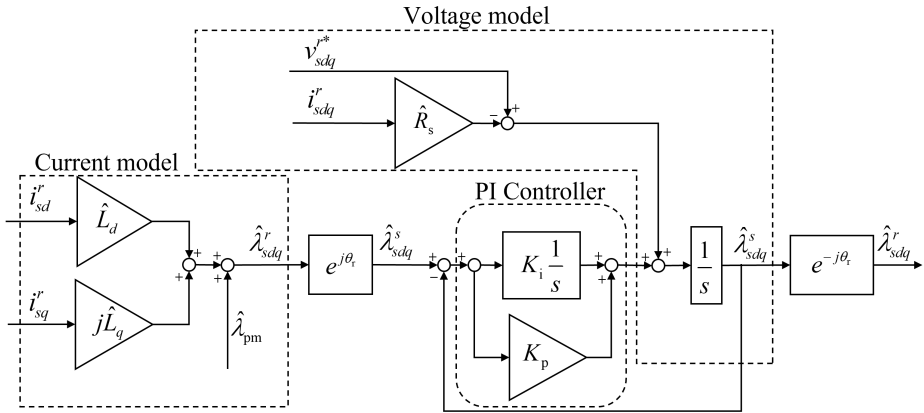 Voltage model
v^{r*}_{sdq}
i^r_{sdq}
R̂_s
− +
Current model
i^r_{sd}
L̂_d
PI Controller
+ + +
λ̂^r_{sdq}
e^{jθ_r}
λ̂^s_{sdq}
+ − +
K_i 1/s
+ + + +
1/s
λ̂^s_{sdq}
e^{−jθ_r}
λ̂^r_{sdq}
+ +
i^r_{sq}
jL̂_q
λ̂_{pm}
K_p